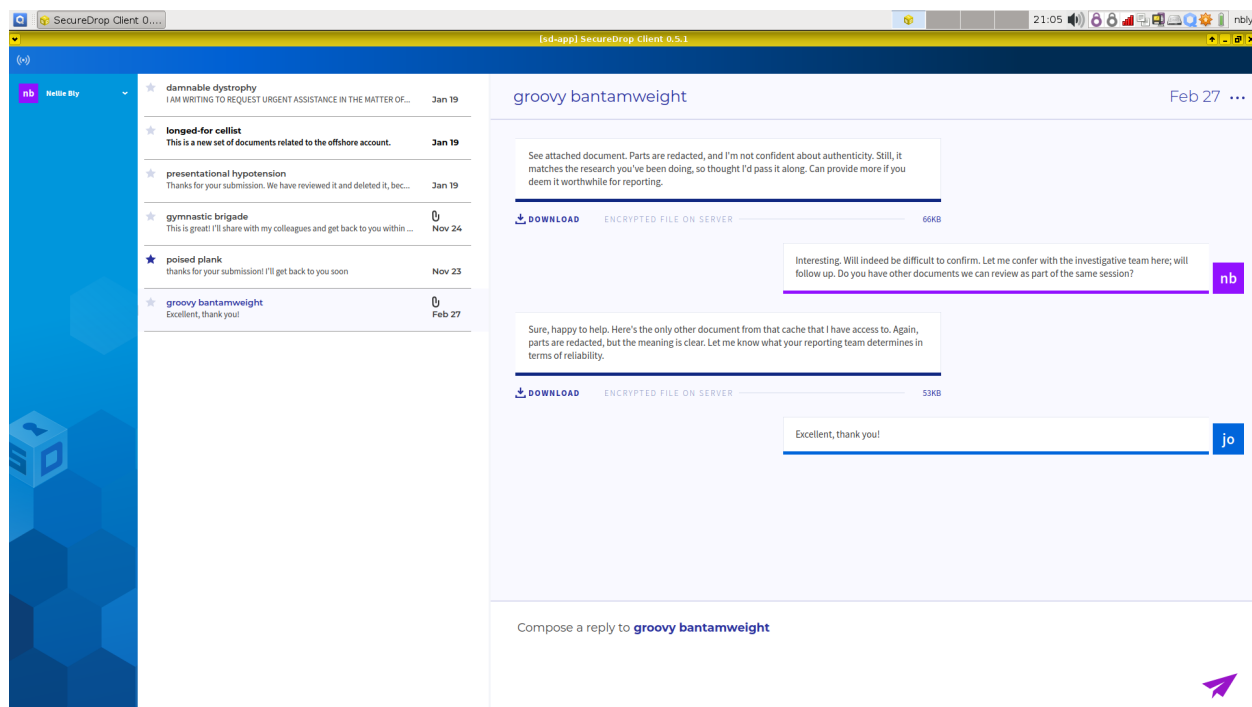 SecureDrop Client 0....
21:05
nbly
[sd-app] SecureDrop Client 0.5.1
nb Nellie Bly
damnable dystrophy
I AM WRITING TO REQUEST URGENT ASSISTANCE IN THE MATTER OF... Jan 19
longed-for cellist
This is a new set of documents related to the offshore account. Jan 19
presentational hypotension
Thanks for your submission. We have reviewed it and deleted it, bec... Jan 19
gymnastic brigade
This is great! I'll share with my colleagues and get back to you within ... Nov 24
poised plank
thanks for your submission! I'll get back to you soon Nov 23
groovy bantamweight
Excellent, thank you! Feb 27
groovy bantamweight Feb 27
See attached document. Parts are redacted, and I'm not confident about authenticity. Still, it
matches the research you've been doing, so thought I'd pass it along. Can provide more if you
deem it worthwhile for reporting.
DOWNLOAD ENCRYPTED FILE ON SERVER 66KB
Interesting. Will indeed be difficult to confirm. Let me confer with the investigative team here; will
follow up. Do you have other documents we can review as part of the same session?
nb
Sure, happy to help. Here's the only other document from that cache that I have access to. Again,
parts are redacted, but the meaning is clear. Let me know what your reporting team determines in
terms of reliability.
DOWNLOAD ENCRYPTED FILE ON SERVER 53KB
Excellent, thank you!
jo
SD
Compose a reply to groovy bantamweight